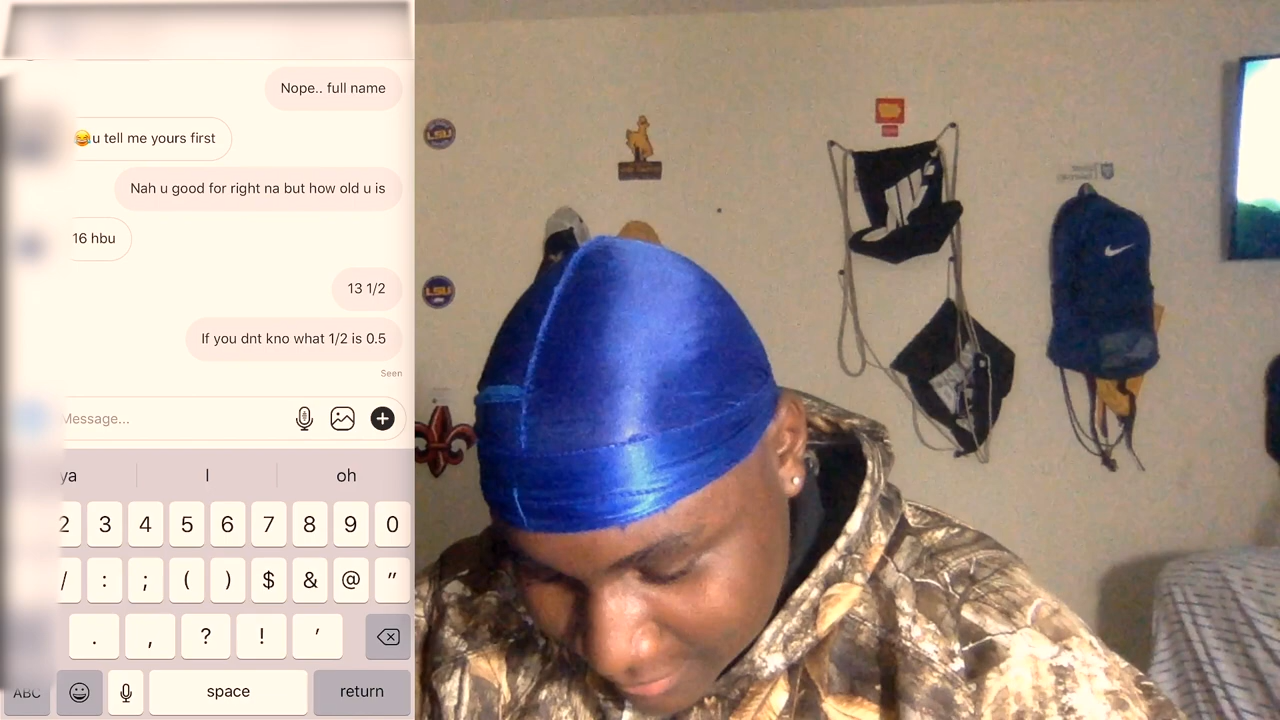 Nope.. full name
😂u tell me yours first
Nah u good for right na but how old u is
16 hbu
13 1/2
If you dnt kno what 1/2 is 0.5
Seen
Message...
ya I oh
2 3 4 5 6 7 8 9 0
/ : ; ( ) $ & @ "
. , ? ! '
ABC space return
LSU
LSU